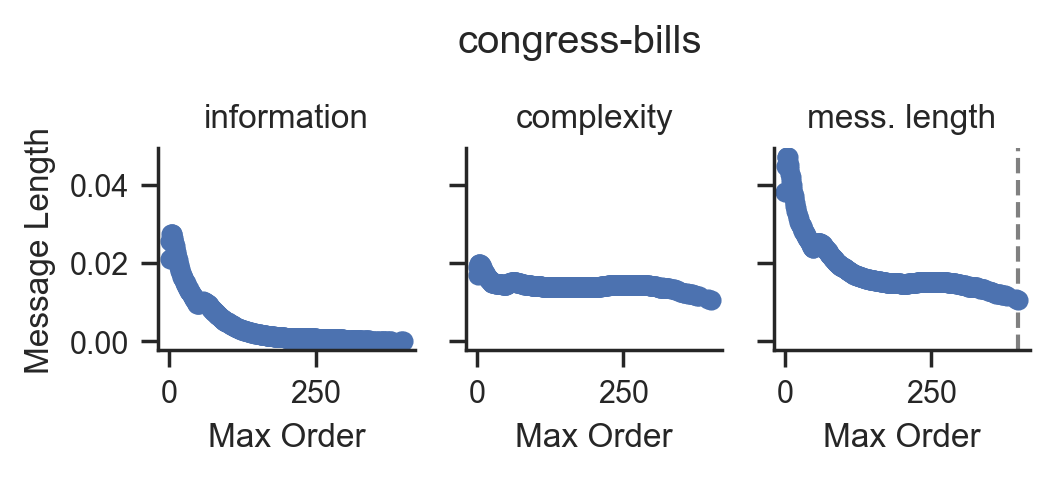 congress-bills
information
complexity
mess. length
Message Length
0.04
0.02
0.00
0
250
0
250
0
250
Max Order
Max Order
Max Order